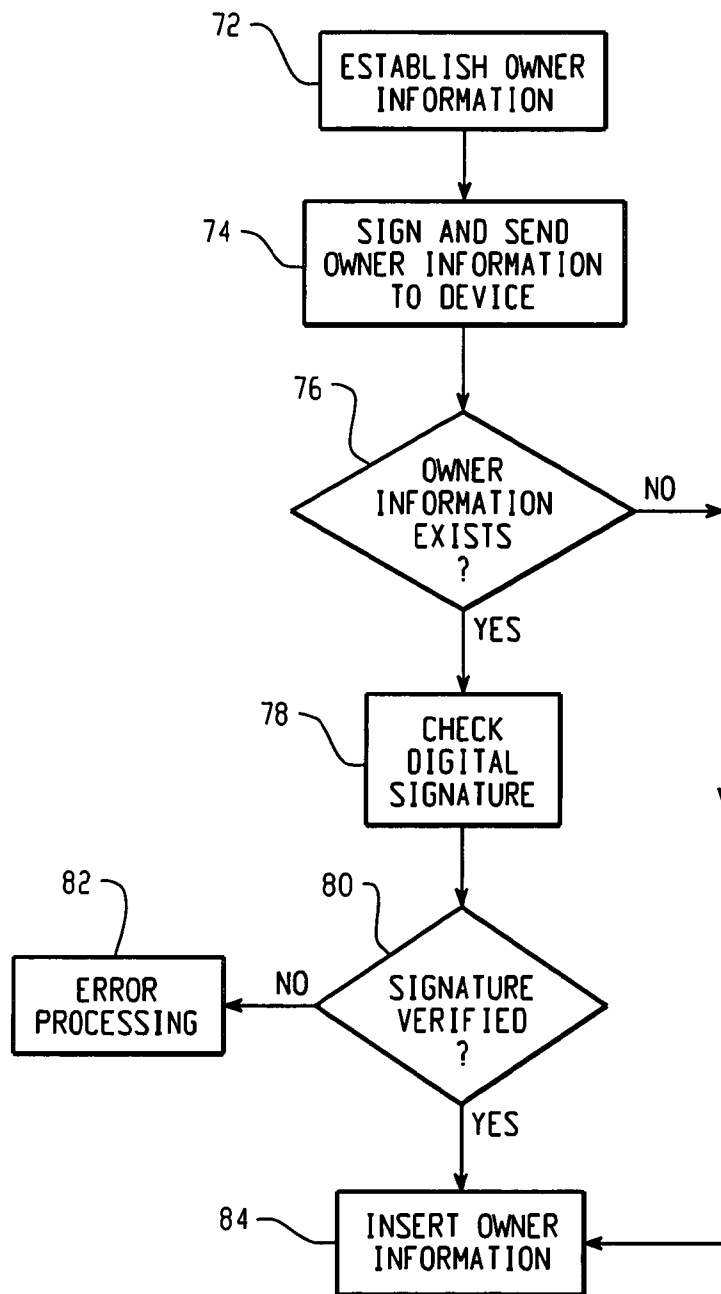 72
ESTABLISH OWNER
INFORMATION
74
SIGN AND SEND
OWNER INFORMATION
TO DEVICE
76
OWNER
INFORMATION
EXISTS
?
NO
YES
78
CHECK
DIGITAL
SIGNATURE
82
ERROR
PROCESSING
80
NO
SIGNATURE
VERIFIED
?
YES
84
INSERT OWNER
INFORMATION